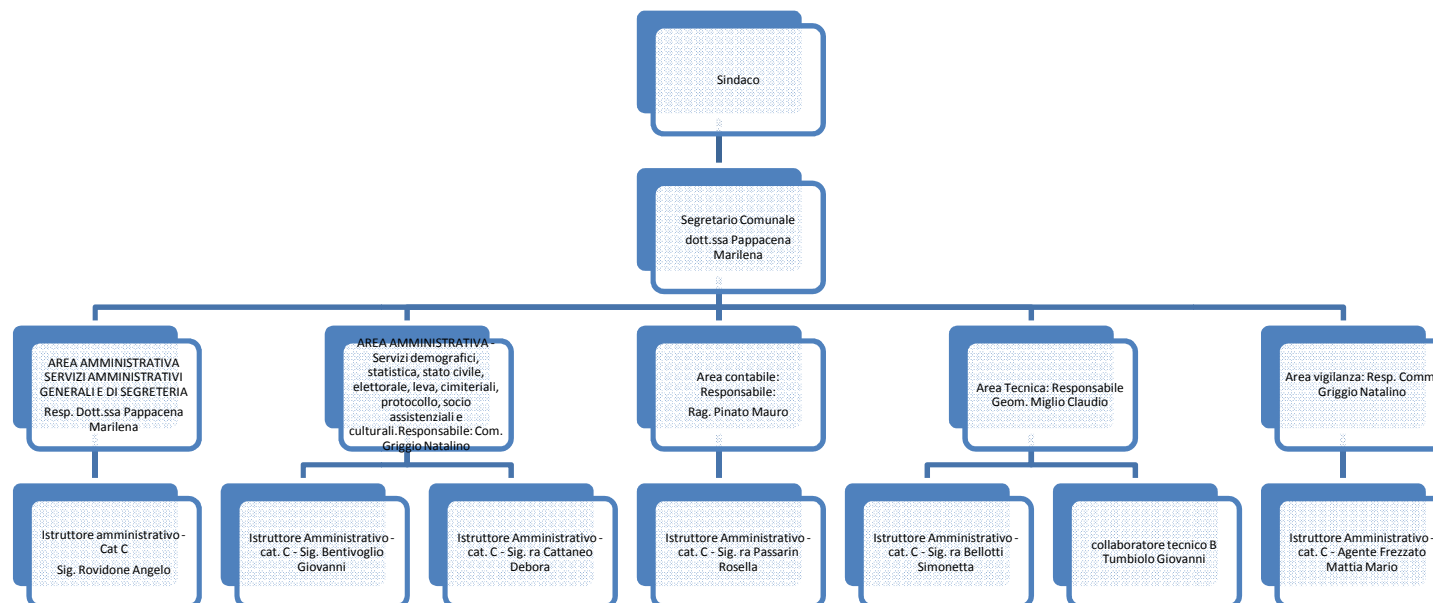 Sindaco
Segretario Comunale
dott.ssa Pappacena
Marilena
AREA AMMINISTRATIVA
SERVIZI AMMINISTRATIVI
GENERALI E DI SEGRETERIA
Resp. Dott.ssa Pappacena
Marilena
AREA AMMINISTRATIVA -
Servizi demografici,
statistica, stato civile,
elettorale, leva, cimiteriali,
protocollo, socio
assistenziali e
culturali.Responsabile: Com.
Griggio Natalino
Area contabile:
Responsabile:
Rag. Pinato Mauro
Area Tecnica: Responsabile
Geom. Miglio Claudio
Area vigilanza: Resp. Comm
Griggio Natalino
Istruttore amministrativo -
Cat C
Sig. Rovidone Angelo
Istruttore Amministrativo -
cat. C - Sig. Bentivoglio
Giovanni
Istruttore Amministrativo -
cat. C - Sig. ra Cattaneo
Debora
Istruttore Amministrativo -
cat. C - Sig. ra Passarin
Rosella
Istruttore Amministrativo -
cat. C - Sig. ra Bellotti
Simonetta
collaboratore tecnico B
Tumbiolo Giovanni
Istruttore Amministrativo -
cat. C - Agente Frezzato
Mattia Mario